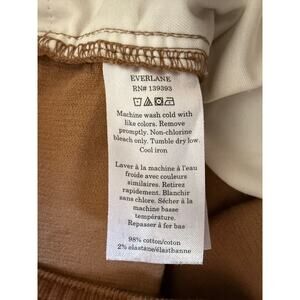 EVERLANE
RN# 139393
Machine wash cold with
like colors. Remove
promptly. Non-chlorine
bleach only. Tumble dry low.
Cool iron
Laver à la machine à l'eau
froide avec couleurs
similaires. Retirez
rapidement. Blanchir
sans chlore. Sécher à la
machine basse
température.
Repasser à fer bas
98% cotton/coton
2% elastane/élasthanne